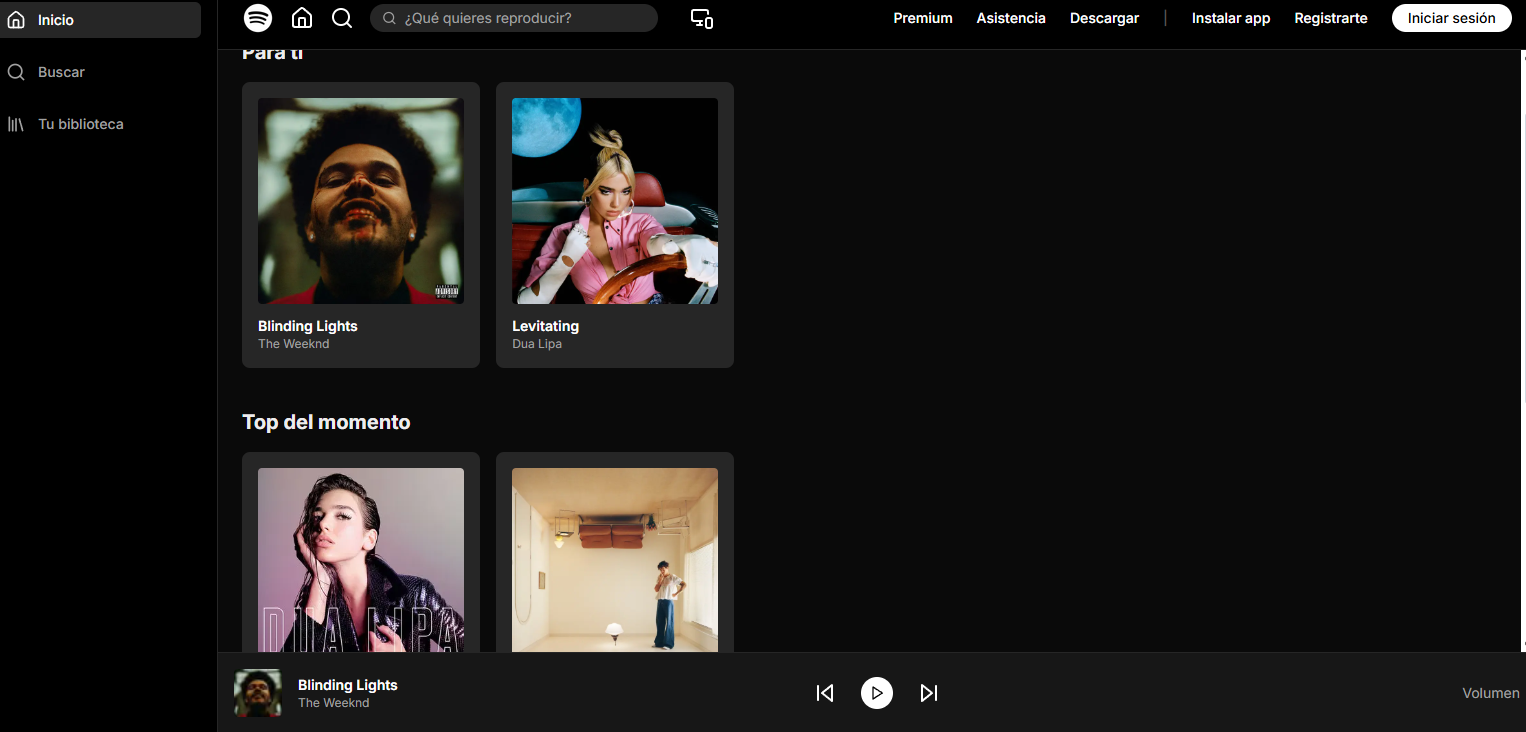 Inicio
Buscar
Tu biblioteca
¿Qué quieres reproducir?
Premium
Asistencia
Descargar
|
Instalar app
Registrarte
Iniciar sesión
Para ti
Blinding Lights
The Weeknd
Levitating
Dua Lipa
Top del momento
DUA LIPA
Blinding Lights
The Weeknd
Volumen